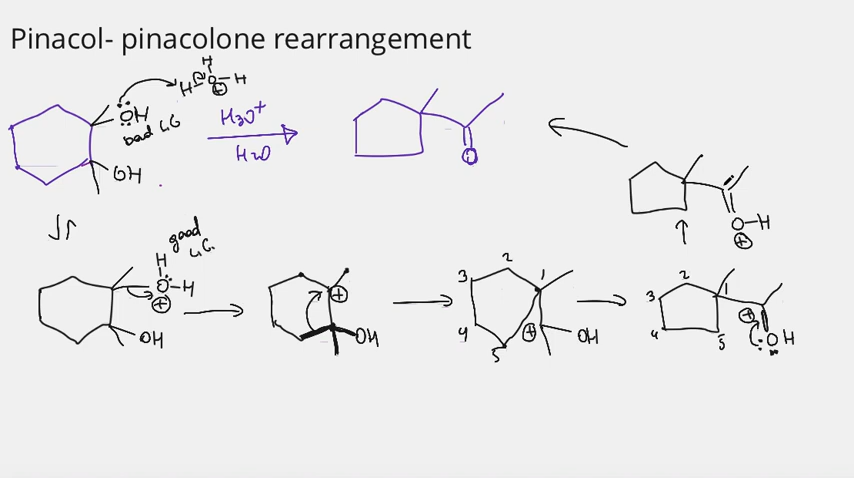 Pinacol- pinacolone rearrangement
H
H O H
⊕
OH
bad LG
OH
H3O+
H2O
O
good
LG
H
O-H
⊕
OH
⊕
OH
1
2
3
4
5
⊕
OH
1
2
3
4
5
⊕
OH
O-H
⊕